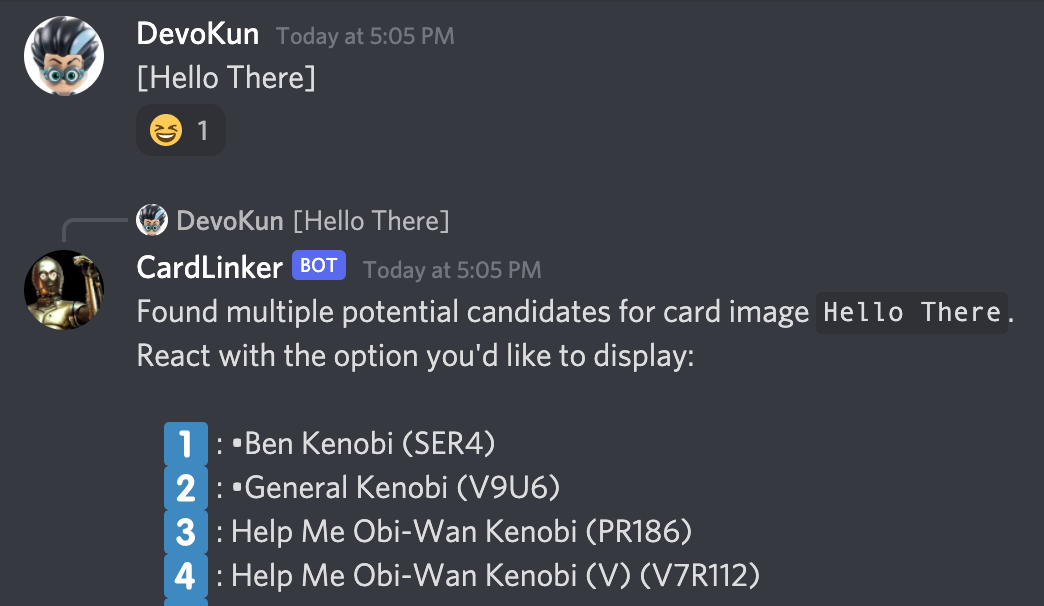 DevoKun Today at 5:05 PM
[Hello There]
😆 1
DevoKun [Hello There]
CardLinker BOT Today at 5:05 PM
Found multiple potential candidates for card image Hello There.
React with the option you'd like to display:
1 : •Ben Kenobi (SER4)
2 : •General Kenobi (V9U6)
3 : Help Me Obi-Wan Kenobi (PR186)
4 : Help Me Obi-Wan Kenobi (V) (V7R112)